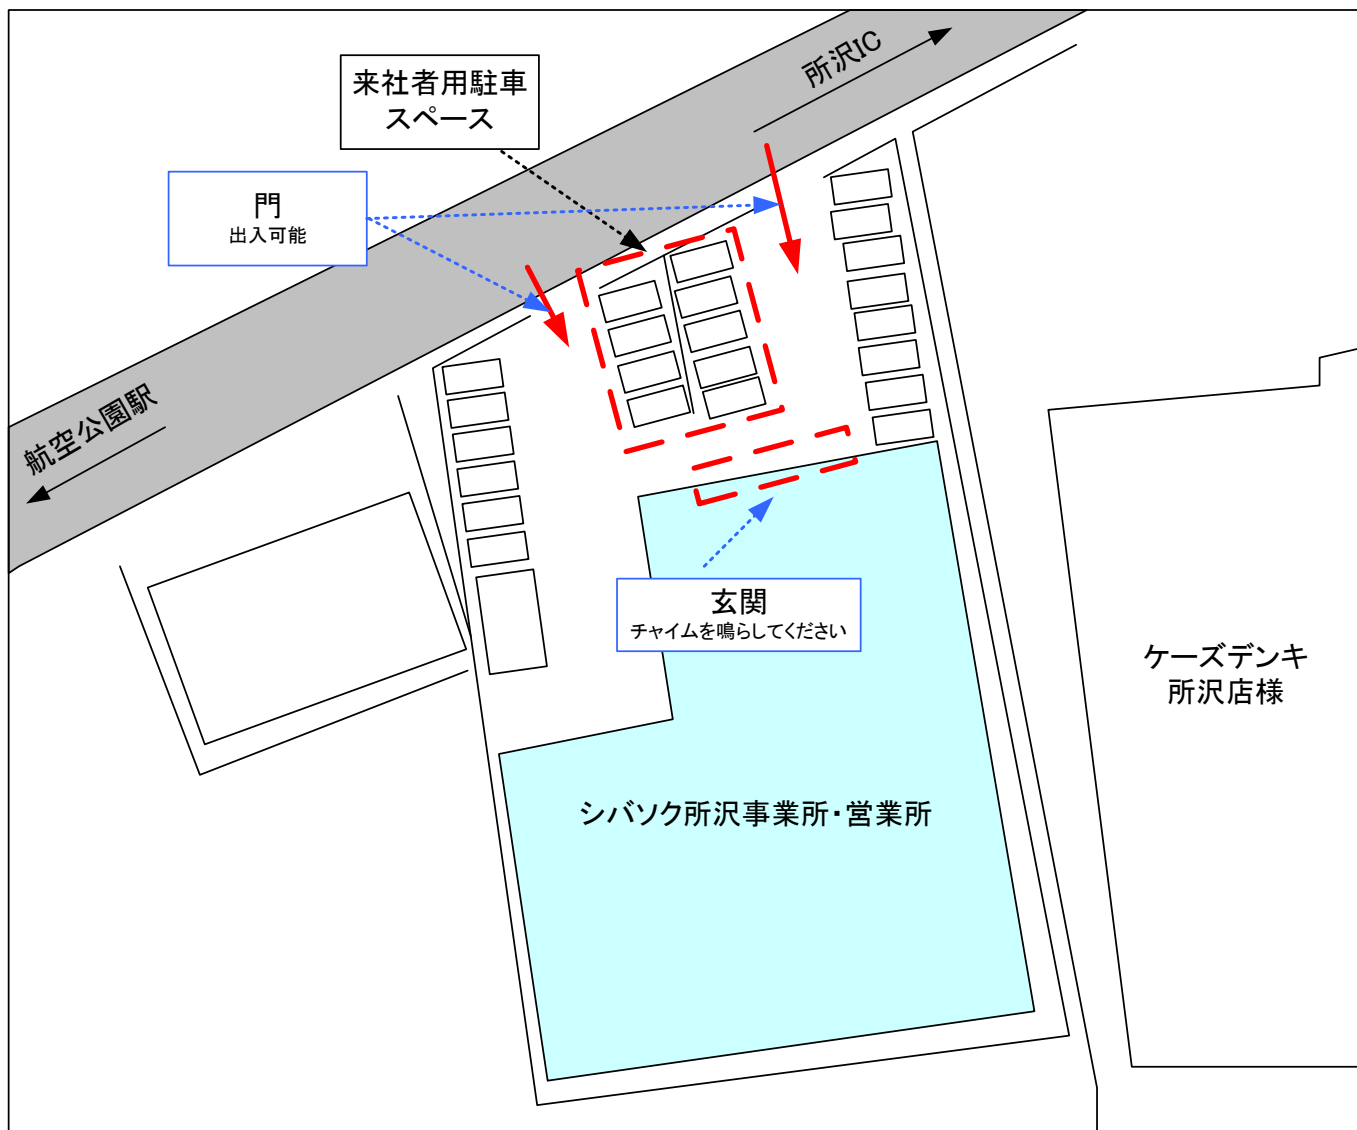 所沢IC
来社者用駐車
スペース
門
出入可能
航空公園駅
玄関
チャイムを鳴らしてください
ケーズデンキ
所沢店様
シバソク所沢事業所・営業所